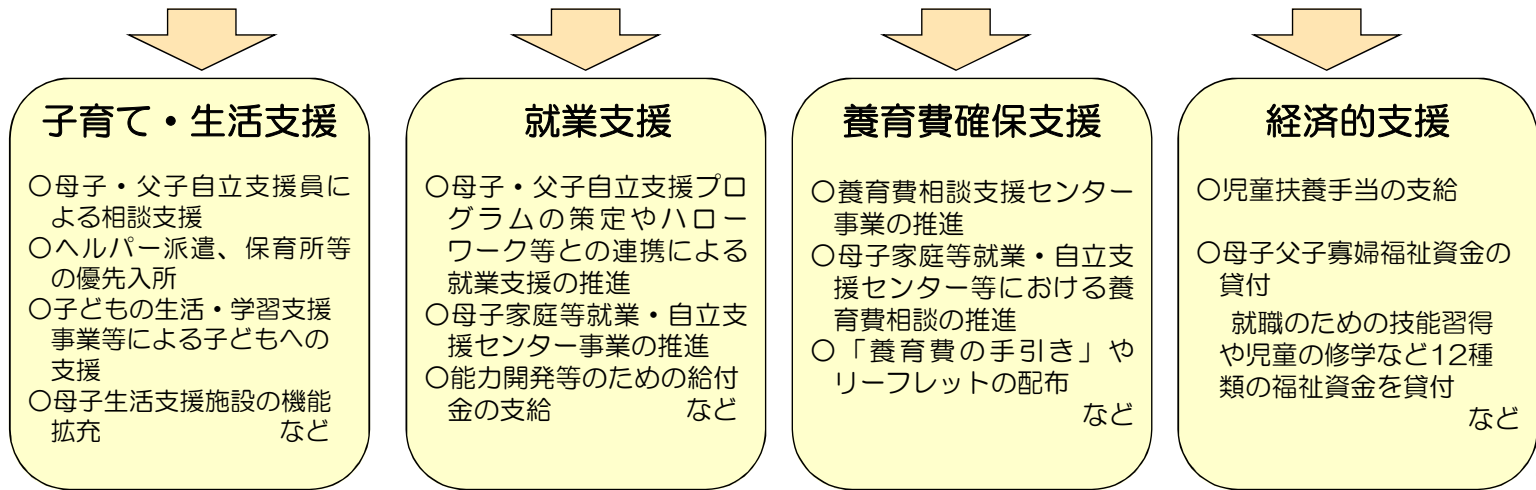 子育て・生活支援
○母子・父子自立支援員に
よる相談支援
○ヘルパー派遣、保育所等
の優先入所
○子どもの生活・学習支援
事業等による子どもへの
支援
○母子生活支援施設の機能
拡充　など
就業支援
○母子・父子自立支援プロ
グラムの策定やハロー
ワーク等との連携による
就業支援の推進
○母子家庭等就業・自立支
援センター事業の推進
○能力開発等のための給付
金の支給　など
養育費確保支援
○養育費相談支援センター
事業の推進
○母子家庭等就業・自立支
援センター等における養
育費相談の推進
○「養育費の手引き」や
リーフレットの配布
など
経済的支援
○児童扶養手当の支給
○母子父子寡婦福祉資金の
貸付
就職のための技能習得
や児童の修学など12種
類の福祉資金を貸付
など